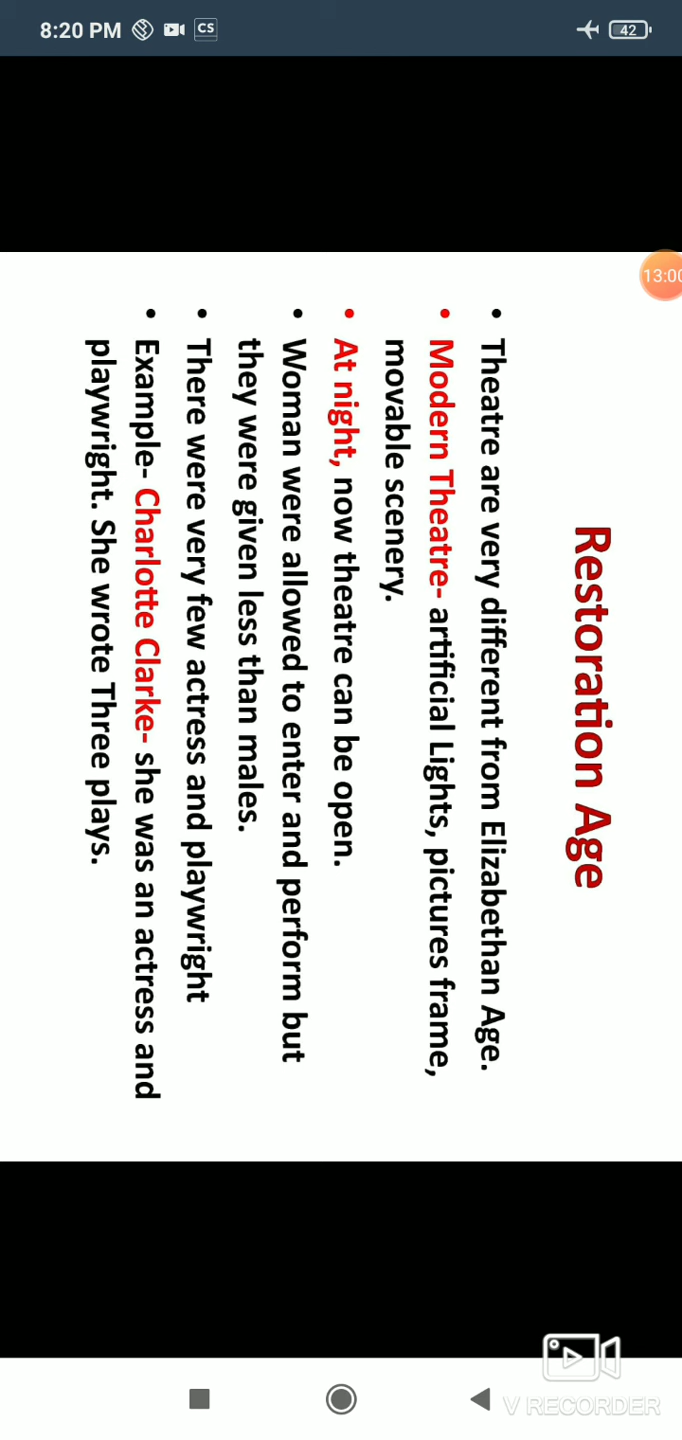 8:20 PM CS 42
13:00
Restoration Age
• Theatre are very different from Elizabethan Age.
• Modern Theatre- artificial Lights, pictures frame,
movable scenery.
• At night, now theatre can be open.
• Woman were allowed to enter and perform but
they were given less than males.
• There were very few actress and playwright
• Example- Charlotte Clarke- she was an actress and
playwright. She wrote Three plays.
V RECORDER